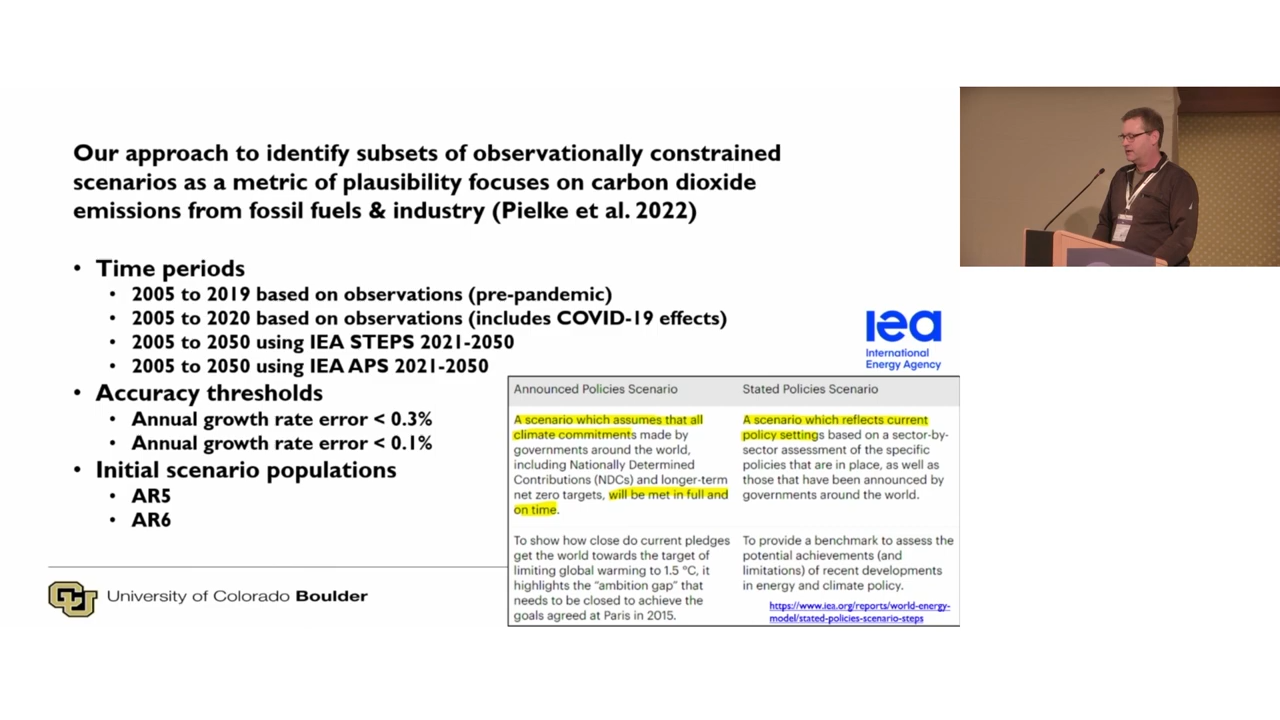 Our approach to identify subsets of observationally constrained
scenarios as a metric of plausibility focuses on carbon dioxide
emissions from fossil fuels & industry (Pielke et al. 2022)
• Time periods
• 2005 to 2019 based on observations (pre-pandemic)
• 2005 to 2020 based on observations (includes COVID-19 effects)
• 2005 to 2050 using IEA STEPS 2021-2050
• 2005 to 2050 using IEA APS 2021-2050
• Accuracy thresholds
• Annual growth rate error < 0.3%
• Annual growth rate error < 0.1%
• Initial scenario populations
• AR5
• AR6
iea
International
Energy Agency
Announced Policies Scenario
A scenario which assumes that all
climate commitments made by
governments around the world,
including Nationally Determined
Contributions (NDCs) and longer-term
net zero targets, will be met in full and
on time.
To show how close do current pledges
get the world towards the target of
limiting global warming to 1.5 °C, it
highlights the “ambition gap” that
needs to be closed to achieve the
goals agreed at Paris in 2015.
Stated Policies Scenario
A scenario which reflects current
policy settings based on a sector-by-
sector assessment of the specific
policies that are in place, as well as
those that have been announced by
governments around the world.
To provide a benchmark to assess the
potential achievements (and
limitations) of recent developments
in energy and climate policy.
https://www.iea.org/reports/world-energy-
model/stated-policies-scenario-steps
CU
University of Colorado Boulder